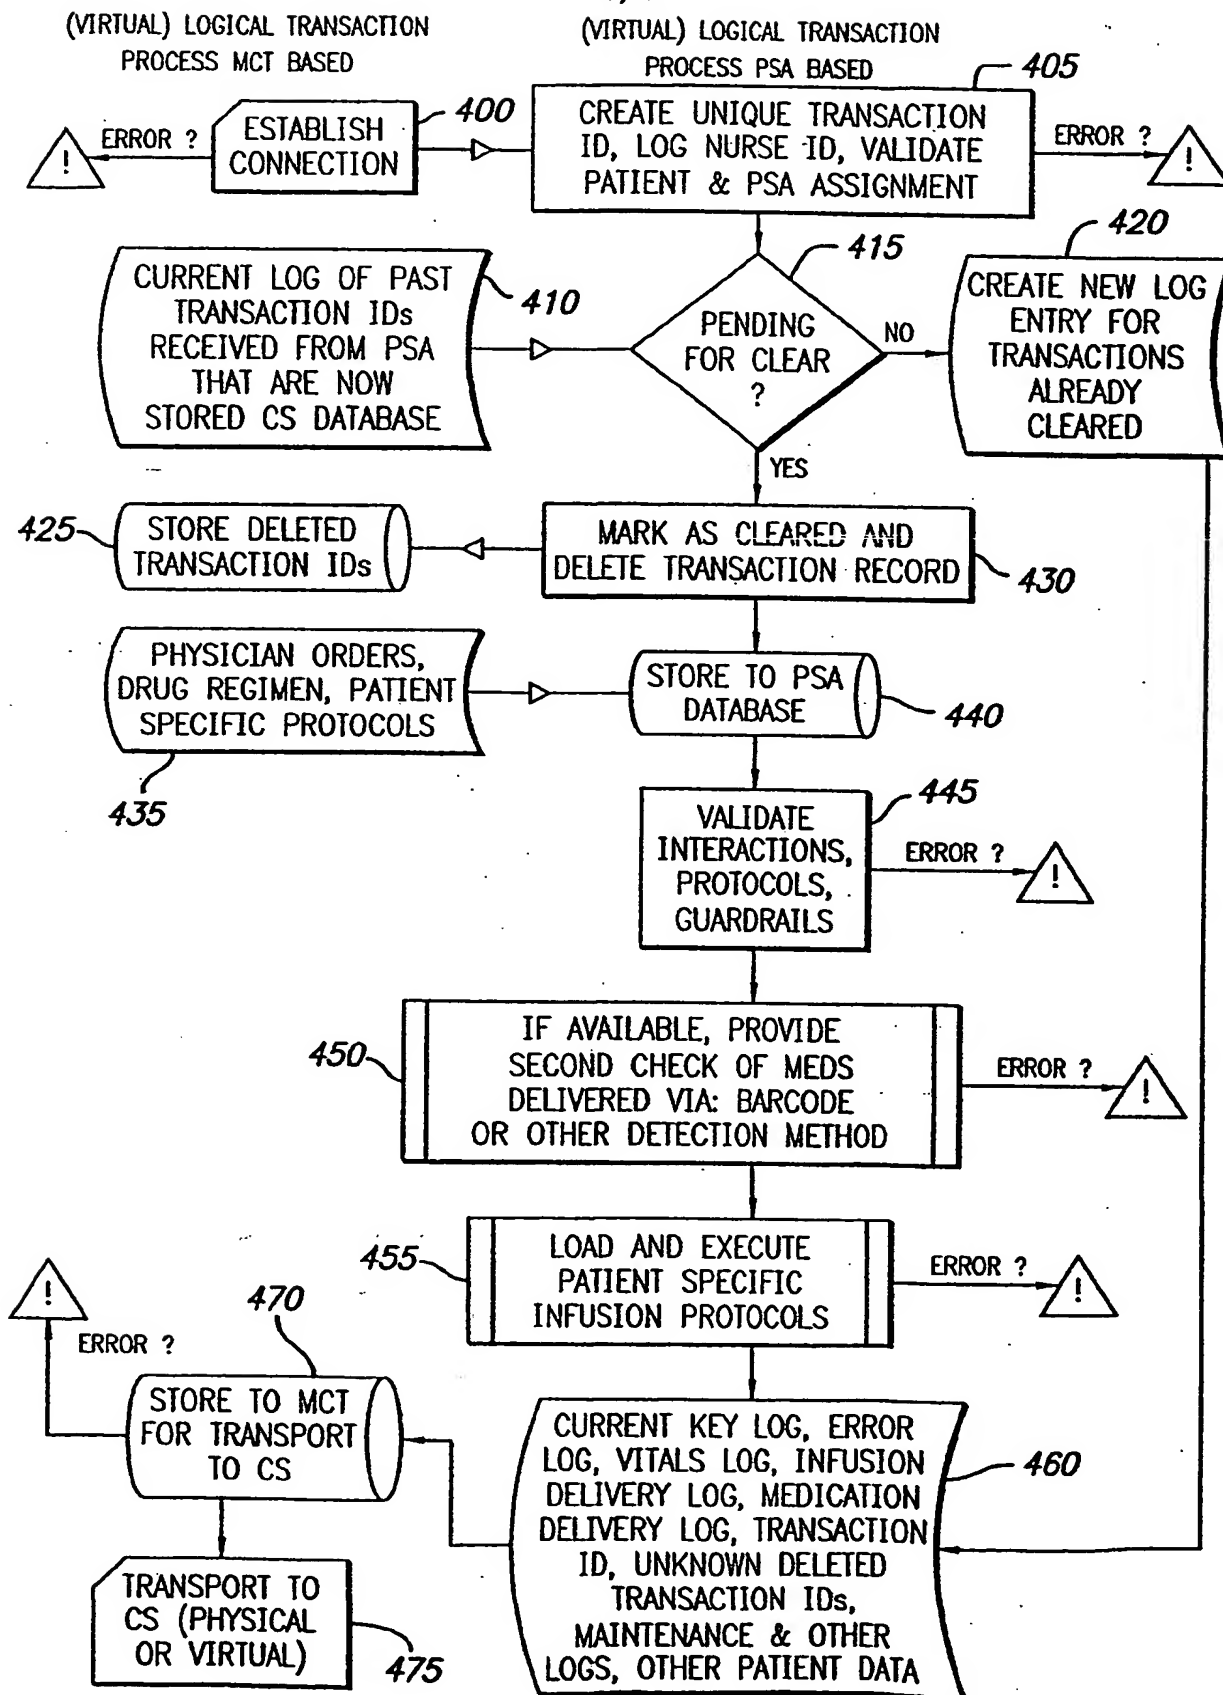 (VIRTUAL) LOGICAL TRANSACTION
PROCESS MCT BASED
(VIRTUAL) LOGICAL TRANSACTION
PROCESS PSA BASED
400
ESTABLISH
CONNECTION
ERROR ?
!
405
CREATE UNIQUE TRANSACTION
ID, LOG NURSE ID, VALIDATE
PATIENT & PSA ASSIGNMENT
ERROR ?
!
410
CURRENT LOG OF PAST
TRANSACTION IDs
RECEIVED FROM PSA
THAT ARE NOW
STORED CS DATABASE
415
PENDING
FOR CLEAR
?
NO
YES
420
CREATE NEW LOG
ENTRY FOR
TRANSACTIONS
ALREADY
CLEARED
425
STORE DELETED
TRANSACTION IDs
MARK AS CLEARED AND
DELETE TRANSACTION RECORD
430
PHYSICIAN ORDERS,
DRUG REGIMEN, PATIENT
SPECIFIC PROTOCOLS
435
STORE TO PSA
DATABASE
440
445
VALIDATE
INTERACTIONS,
PROTOCOLS,
GUARDRAILS
ERROR ?
!
450
IF AVAILABLE, PROVIDE
SECOND CHECK OF MEDS
DELIVERED VIA: BARCODE
OR OTHER DETECTION METHOD
ERROR ?
!
455
LOAD AND EXECUTE
PATIENT SPECIFIC
INFUSION PROTOCOLS
ERROR ?
!
CURRENT KEY LOG, ERROR
LOG, VITALS LOG, INFUSION
DELIVERY LOG, MEDICATION
DELIVERY LOG, TRANSACTION
ID, UNKNOWN DELETED
TRANSACTION IDs,
MAINTENANCE & OTHER
LOGS, OTHER PATIENT DATA
460
!
ERROR ?
470
STORE TO MCT
FOR TRANSPORT
TO CS
TRANSPORT TO
CS (PHYSICAL
OR VIRTUAL)
475